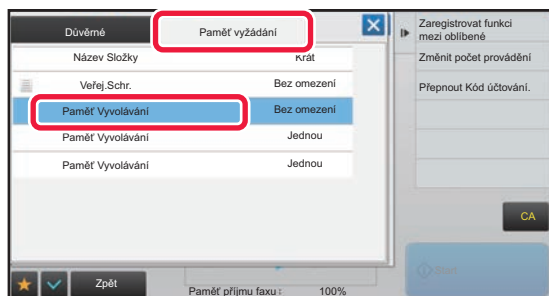 Důvěrné
Paměť vyžádání
Název Složky
Krát
Veřej.Schr.
Bez omezení
Paměť Vyvolávání
Bez omezení
Paměť Vyvolávání
Jednou
Paměť Vyvolávání
Jednou
Zpět
Paměť příjmu faxu : 100%
Zaregistrovat funkci
mezi oblíbené
Změnit počet provádění
Přepnout Kód účtování.
CA
Start